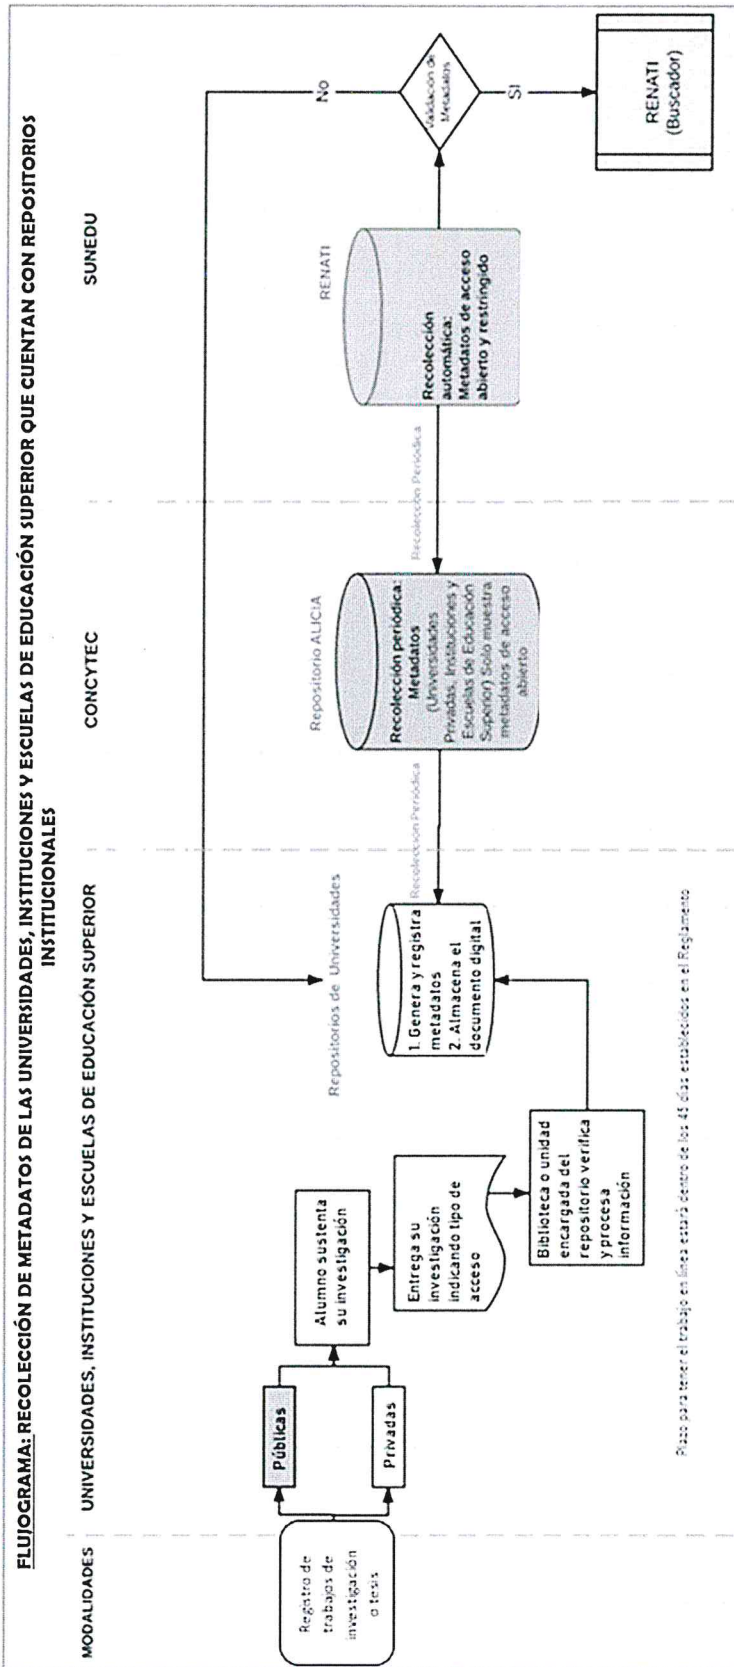 FLUJOGRAMA: RECOLECCIÓN DE METADATOS DE LAS UNIVERSIDADES, INSTITUCIONES Y ESCUELAS DE EDUCACIÓN SUPERIOR QUE CUENTAN CON REPOSITORIOS
INSTITUCIONALES
MODALIDADES
UNIVERSIDADES, INSTITUCIONES Y ESCUELAS DE EDUCACIÓN SUPERIOR
CONCYTEC
SUNEDU
Registro de
trabajos de
investigación
o tesis
Públicas
Privadas
Alumno sustenta
su investigación
Entrega su
investigación
indicando tipo de
acceso
Biblioteca o unidad
encargada del
repositorio verifica
y procesa
información
Repositorios de Universidades
1. Genera y registra
metadatos
2. Almacena el
documento digital
Recolección Periódica
Repositorio ALICIA
Recolección periódica:
Metadatos
(Universidades
Privadas, Instituciones y
Escuelas de Educación
Superior) Solo muestra
metadatos de acceso
abierto
Recolección Periódica
RENATI
Recolección
automática:
Metadatos de acceso
abierto y restringido
Validación de
Metadatos
No
SI
RENATI
(Buscador)
Plazo para tener el trabajo en línea estará dentro de los 45 días establecidos en el Reglamento